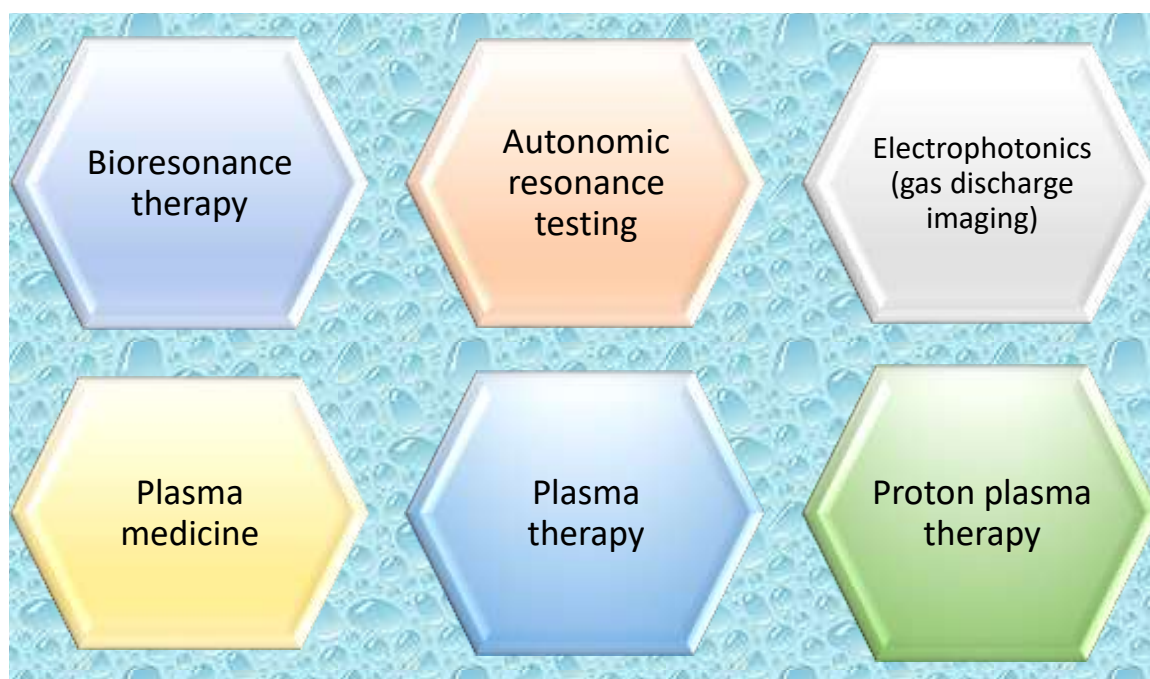 Bioresonance
therapy
Autonomic
resonance
testing
Electrophotonics
(gas discharge
imaging)
Plasma
medicine
Plasma
therapy
Proton plasma
therapy